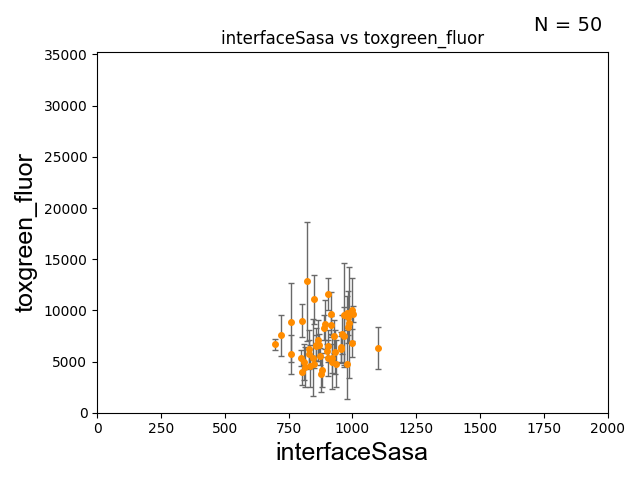 N = 50
interfaceSasa vs toxgreen_fluor
35000
30000
25000
20000
15000
10000
5000
0
toxgreen_fluor
0 250 500 750 1000 1250 1500 1750 2000
interfaceSasa